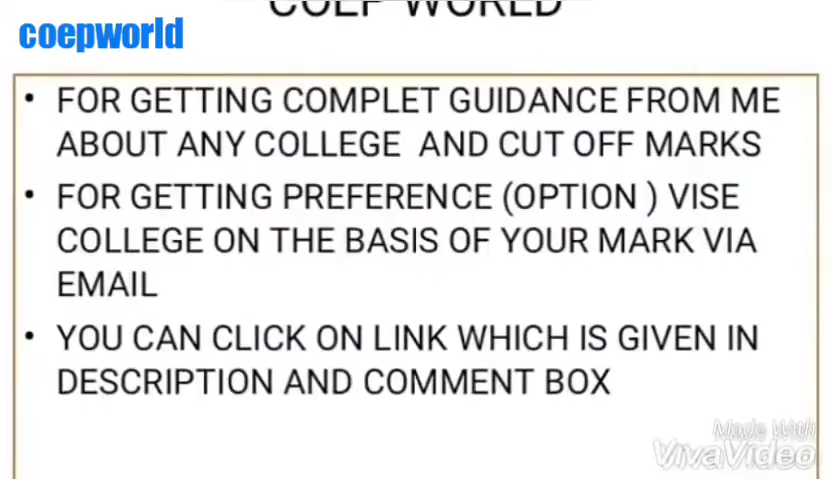 COEP WORLD
coepworld
• FOR GETTING COMPLET GUIDANCE FROM ME
ABOUT ANY COLLEGE AND CUT OFF MARKS
• FOR GETTING PREFERENCE (OPTION ) VISE
COLLEGE ON THE BASIS OF YOUR MARK VIA
EMAIL
• YOU CAN CLICK ON LINK WHICH IS GIVEN IN
DESCRIPTION AND COMMENT BOX
Made With
VivaVideo